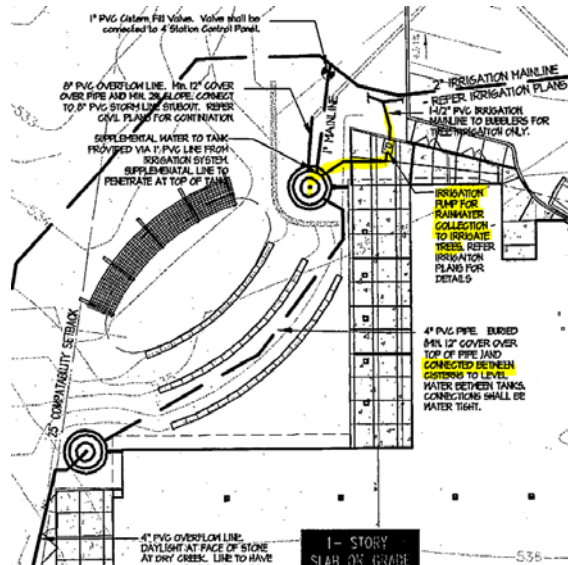 1" PVC Cistern Fill Valve. Valve shall be
connected to 4 Station Control Panel.
8" PVC OVERFLOW LINE. Min. 12" COVER
OVER PIPE AND MIN. 2% SLOPE. CONNECT
TO 8" PVC STORM LINE STUBOUT. REFER
CIVIL PLANS FOR CONTINIATION.
SUPPLEMENTAL WATER TO TANK
PROVIDED VIA 1" PVC LINE FROM
IRRIGATION SYSTEM.
SUPPLEMENATAL LINE TO
PENETRATE AT TOP OF TANK
1" MAINLINE
2" IRRIGATION MAINLINE
- REFER IRRIGATION PLANS
1-1/2" PVC IRRIGATION
MAINLINE TO BUBBLERS FOR
TREE IRRIGAITON ONLY.
IRRIGATION
PUMP FOR
RAINWATER
COLLECTION -
TO IRRIGATE
TREES. REFER
IRRIGAITON
PLANS FOR
DETAILS
4" PVC PIPE. BURIED
(MIN. 12" COVER OVER
TOP OF PIPE )AND
CONNECTED BETWEEN
CISTERNS TO LEVEL
WATER BETWEEN TANKS.
CONNECTIONS SHALL BE
WATER TIGHT.
25' COMPATABILITY SETBACK
4" PVC OVERFLOW LINE.
DAYLIGHT AT FACE OF STONE
AT DRY CREEK. LINE TO HAVE
1- STORY
SLAB ON GRADE
535